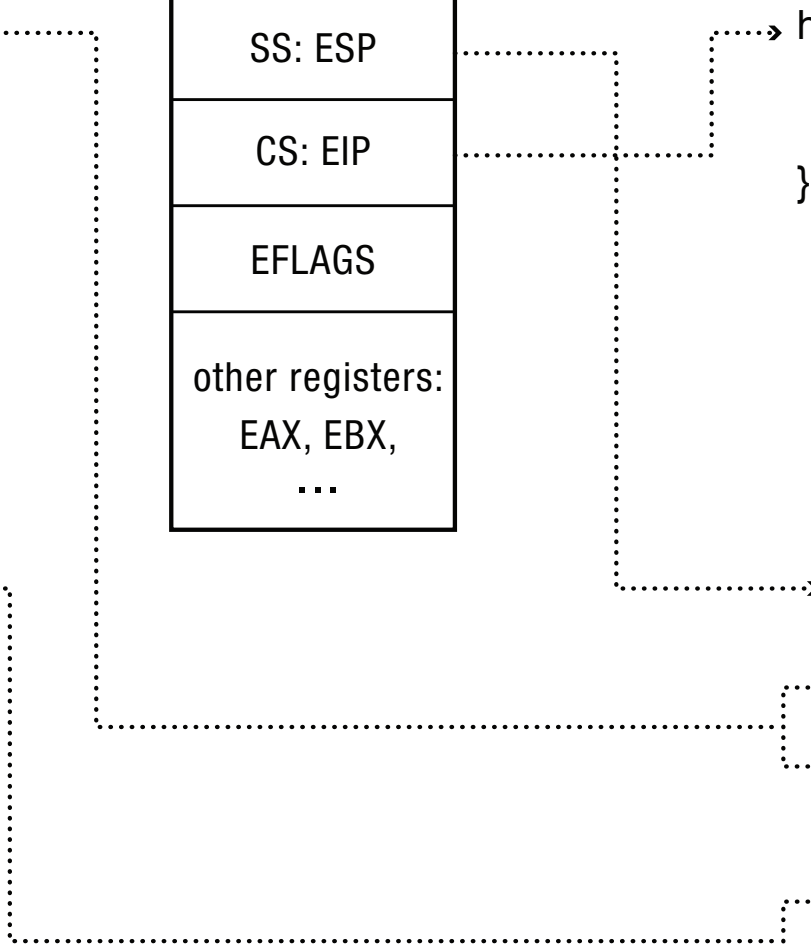 SS: ESP
CS: EIP
EFLAGS
other registers:
EAX, EBX,
...
}